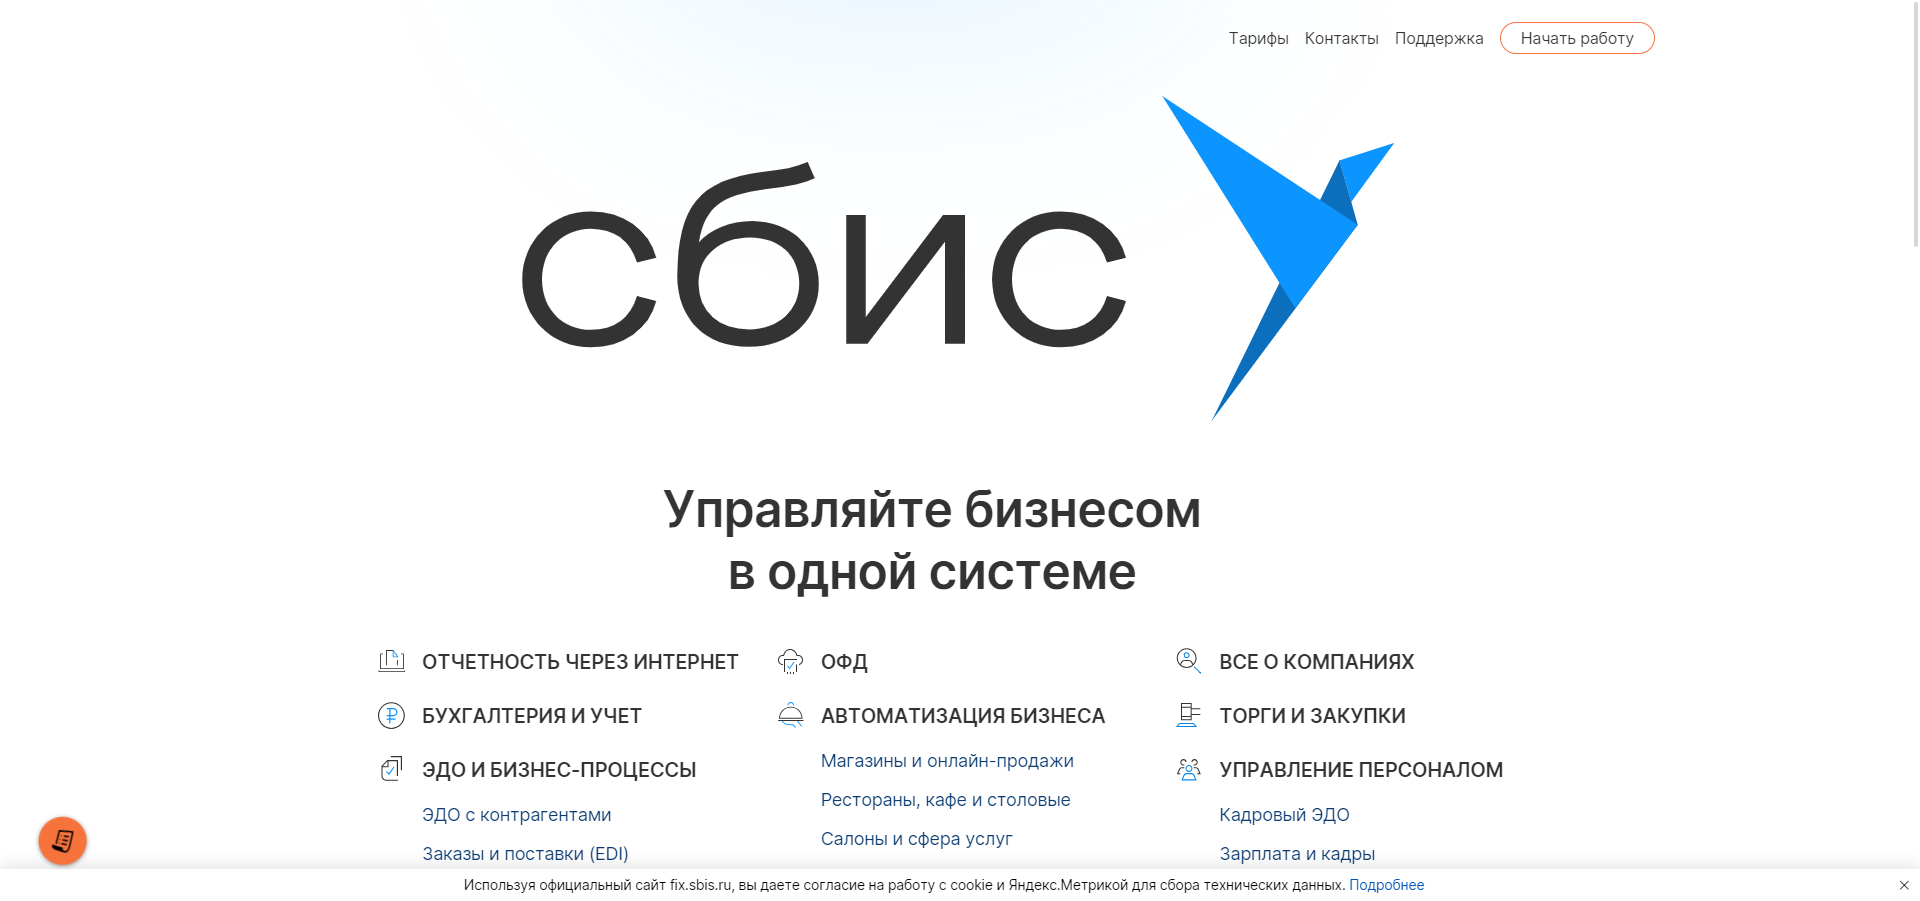 Тарифы Контакты Поддержка Начать работу
сбис
Управляйте бизнесом
в одной системе
ОТЧЕТНОСТЬ ЧЕРЕЗ ИНТЕРНЕТ
БУХГАЛТЕРИЯ И УЧЕТ
ЭДО И БИЗНЕС-ПРОЦЕССЫ
ЭДО с контрагентами
Заказы и поставки (EDI)
ОФД
АВТОМАТИЗАЦИЯ БИЗНЕСА
Магазины и онлайн-продажи
Рестораны, кафе и столовые
Салоны и сфера услуг
ВСЕ О КОМПАНИЯХ
ТОРГИ И ЗАКУПКИ
УПРАВЛЕНИЕ ПЕРСОНАЛОМ
Кадровый ЭДО
Зарплата и кадры
Используя официальный сайт fix.sbis.ru, вы даете согласие на работу с cookie и Яндекс.Метрикой для сбора технических данных. Подробнее